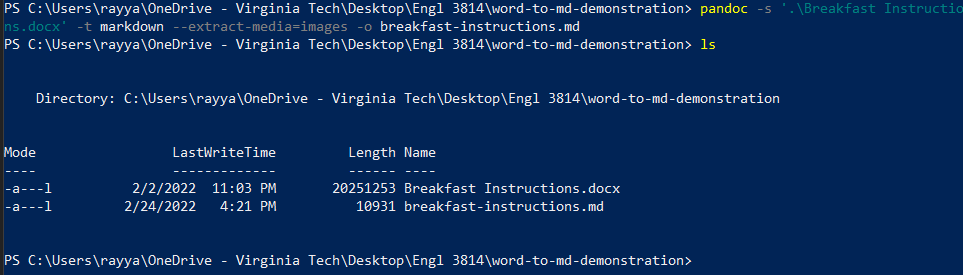 PS C:\Users\rayya\OneDrive - Virginia Tech\Desktop\Engl 3814\word-to-md-demonstration> pandoc -s '.\Breakfast Instructio
ns.docx' -t markdown --extract-media=images -o breakfast-instructions.md
PS C:\Users\rayya\OneDrive - Virginia Tech\Desktop\Engl 3814\word-to-md-demonstration> ls
Directory: C:\Users\rayya\OneDrive - Virginia Tech\Desktop\Engl 3814\word-to-md-demonstration
Mode LastWriteTime Length Name
---- ------------- ------ ----
-a---l 2/2/2022 11:03 PM 20251253 Breakfast Instructions.docx
-a---l 2/24/2022 4:21 PM 10931 breakfast-instructions.md
PS C:\Users\rayya\OneDrive - Virginia Tech\Desktop\Engl 3814\word-to-md-demonstration>